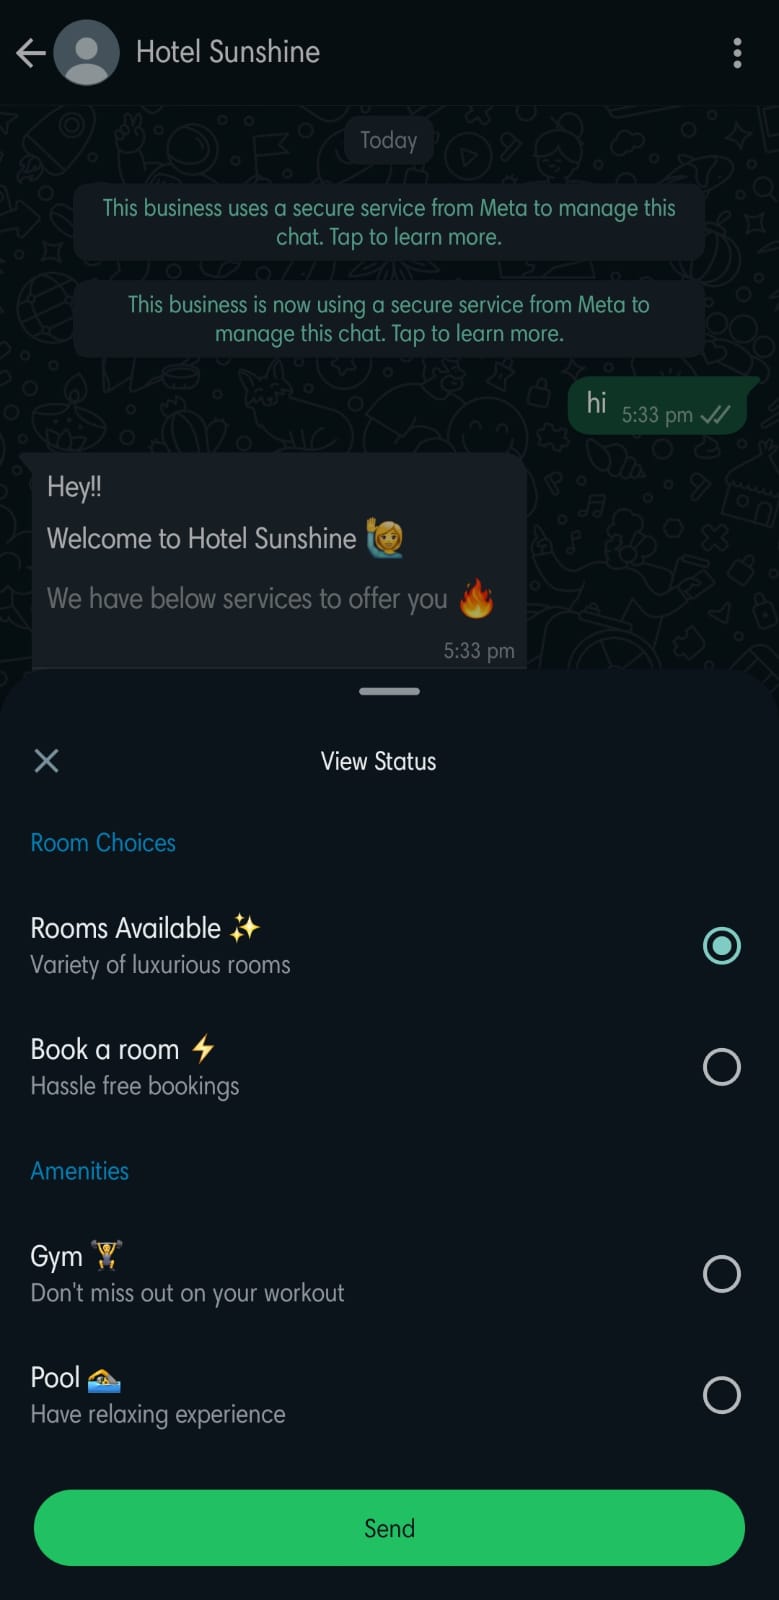 Hotel Sunshine
Today
This business uses a secure service from Meta to manage this
chat. Tap to learn more.
This business is now using a secure service from Meta to
manage this chat. Tap to learn more.
hi 5:33 pm
Hey!!
Welcome to Hotel Sunshine 🙋
We have below services to offer you 🔥
5:33 pm
View Status
Room Choices
Rooms Available ✨
Variety of luxurious rooms
Book a room ⚡
Hassle free bookings
Amenities
Gym 🏋️
Don't miss out on your workout
Pool 🏊
Have relaxing experience
Send